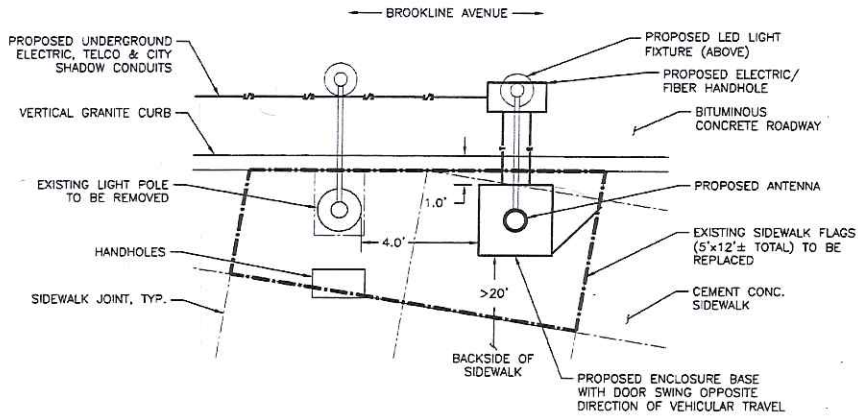 BROOKLINE AVENUE
PROPOSED UNDERGROUND
ELECTRIC, TELCO & CITY
SHADOW CONDUITS
VERTICAL GRANITE CURB
EXISTING LIGHT POLE
TO BE REMOVED
HANDHOLES
SIDEWALK JOINT, TYP.
4.0'
1.0'
>20'
BACKSIDE OF
SIDEWALK
PROPOSED LED LIGHT
FIXTURE (ABOVE)
PROPOSED ELECTRIC/
FIBER HANDHOLE
BITUMINOUS
CONCRETE ROADWAY
PROPOSED ANTENNA
EXISTING SIDEWALK FLAGS
(5'x12'± TOTAL) TO BE
REPLACED
CEMENT CONC.
SIDEWALK
PROPOSED ENCLOSURE BASE
WITH DOOR SWING OPPOSITE
DIRECTION OF VEHICULAR TRAVEL